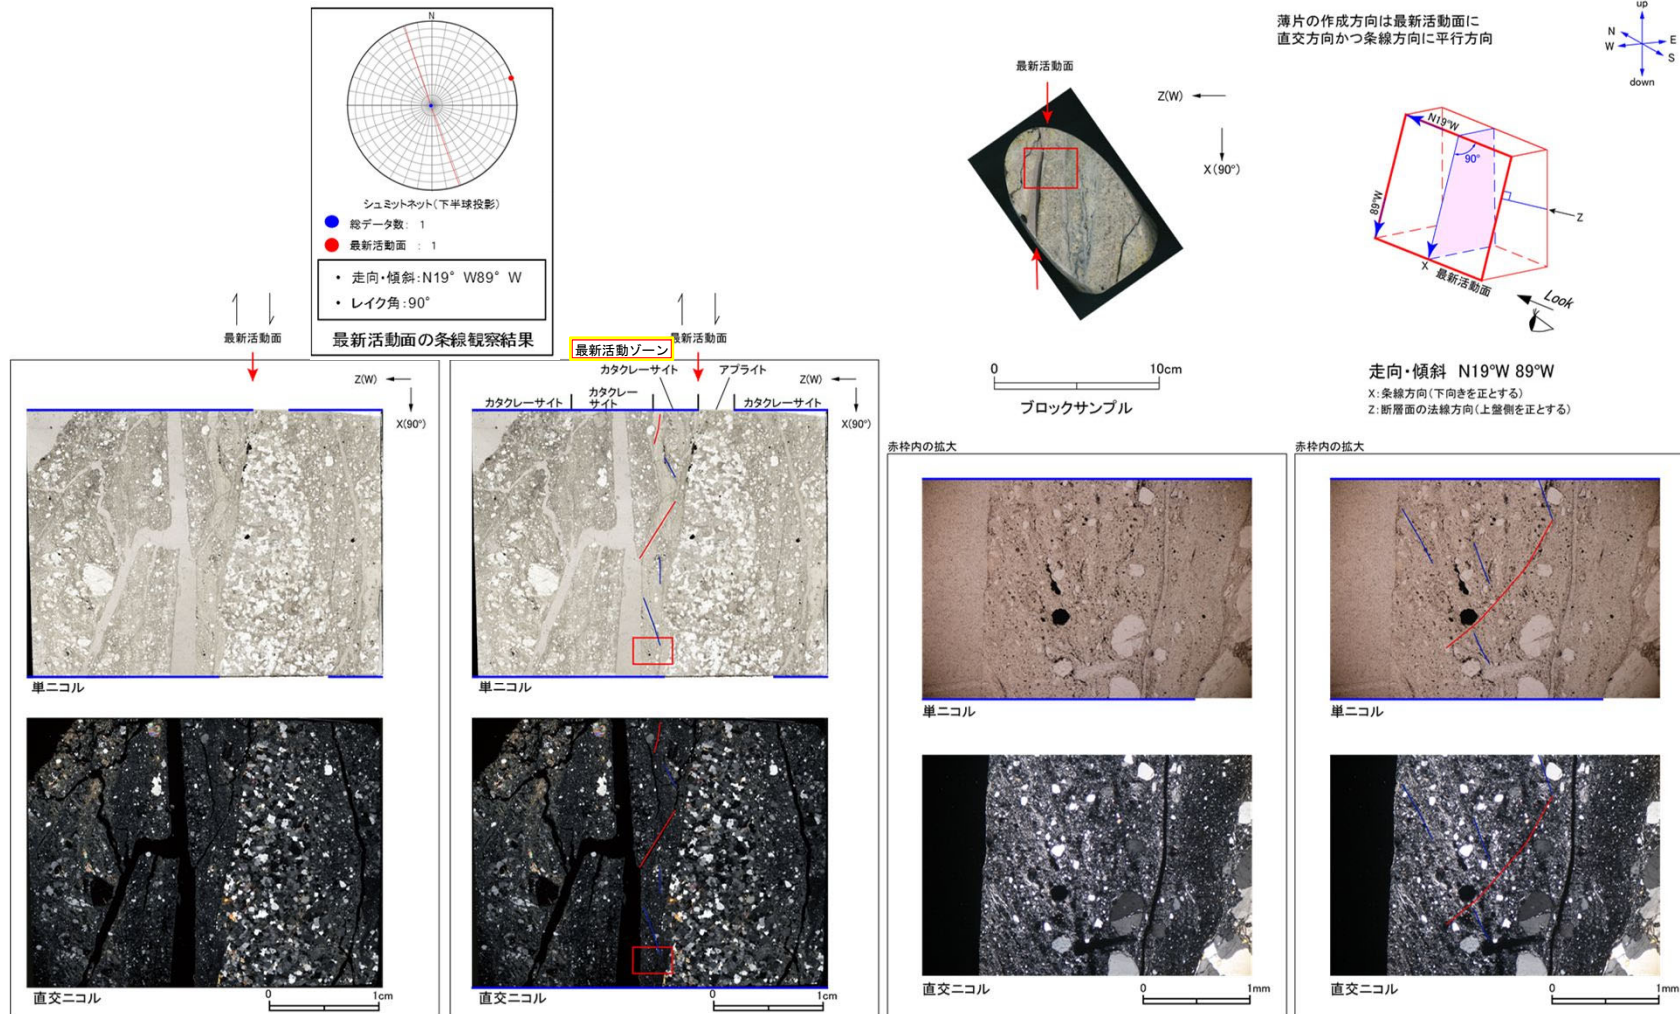 N
シュミットネット(下半球投影)
総データ数: 1
最新活動面 : 1
・ 走向・傾斜:N19° W89° W
・ レイク角:90°
最新活動面の条線観察結果
最新活動面
Z(W)
X(90°)
単ニコル
直交ニコル
0 1cm
最新活動ゾーン
最新活動面
カタクレーサイト
アプライト
カタクレーサイト
カタクレー
サイト
カタクレーサイト
Z(W)
X(90°)
単ニコル
直交ニコル
0 1cm
最新活動面
Z(W)
X(90°)
0 10cm
ブロックサンプル
薄片の作成方向は最新活動面に
直交方向かつ条線方向に平行方向
up
N
E
W
S
down
N19°W
90°
89°W
Z
X
最新活動面
Look
走向・傾斜 N19°W 89°W
X:条線方向(下向きを正とする)
Z:断層面の法線方向(上盤側を正とする)
赤枠内の拡大
単ニコル
直交ニコル
0 1mm
赤枠内の拡大
単ニコル
直交ニコル
0 1mm